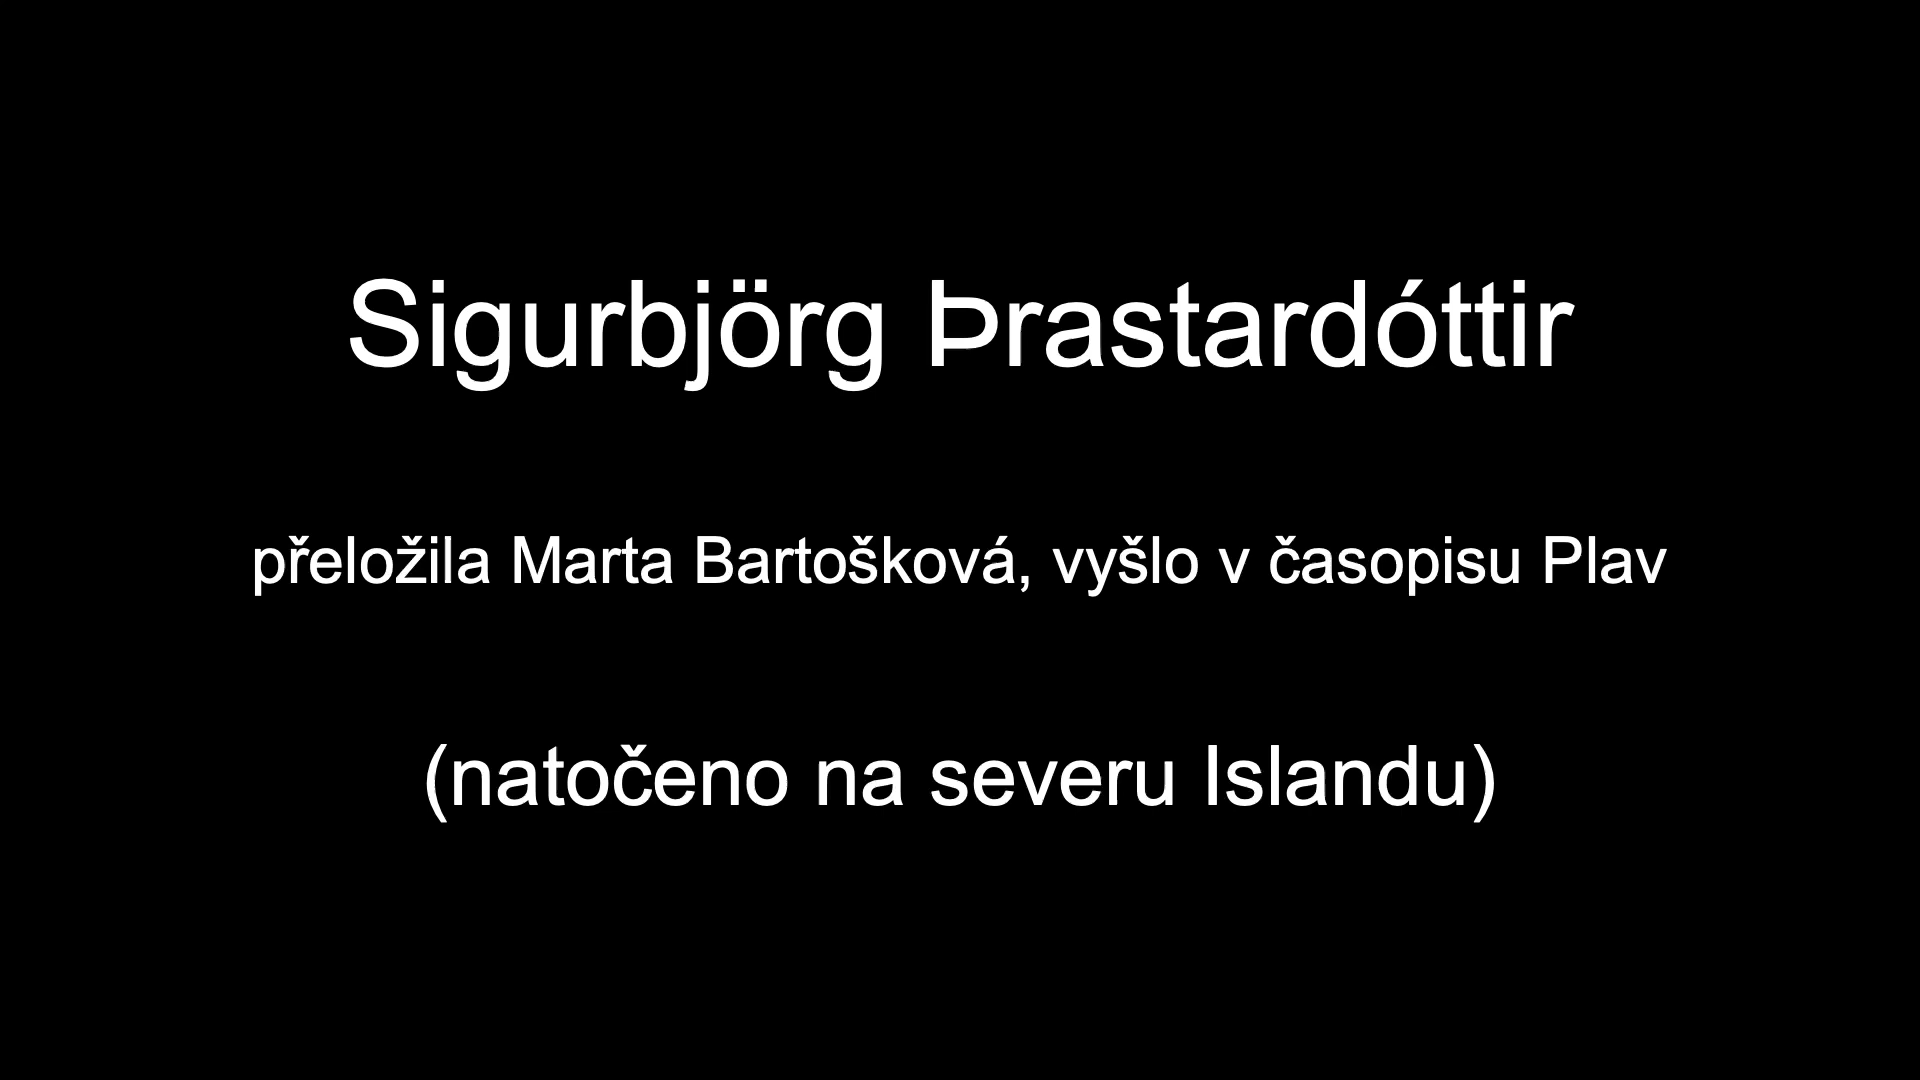 Sigurbjörg Þrastardóttir
přeložila Marta Bartošková, vyšlo v časopisu Plav
(natočeno na severu Islandu)